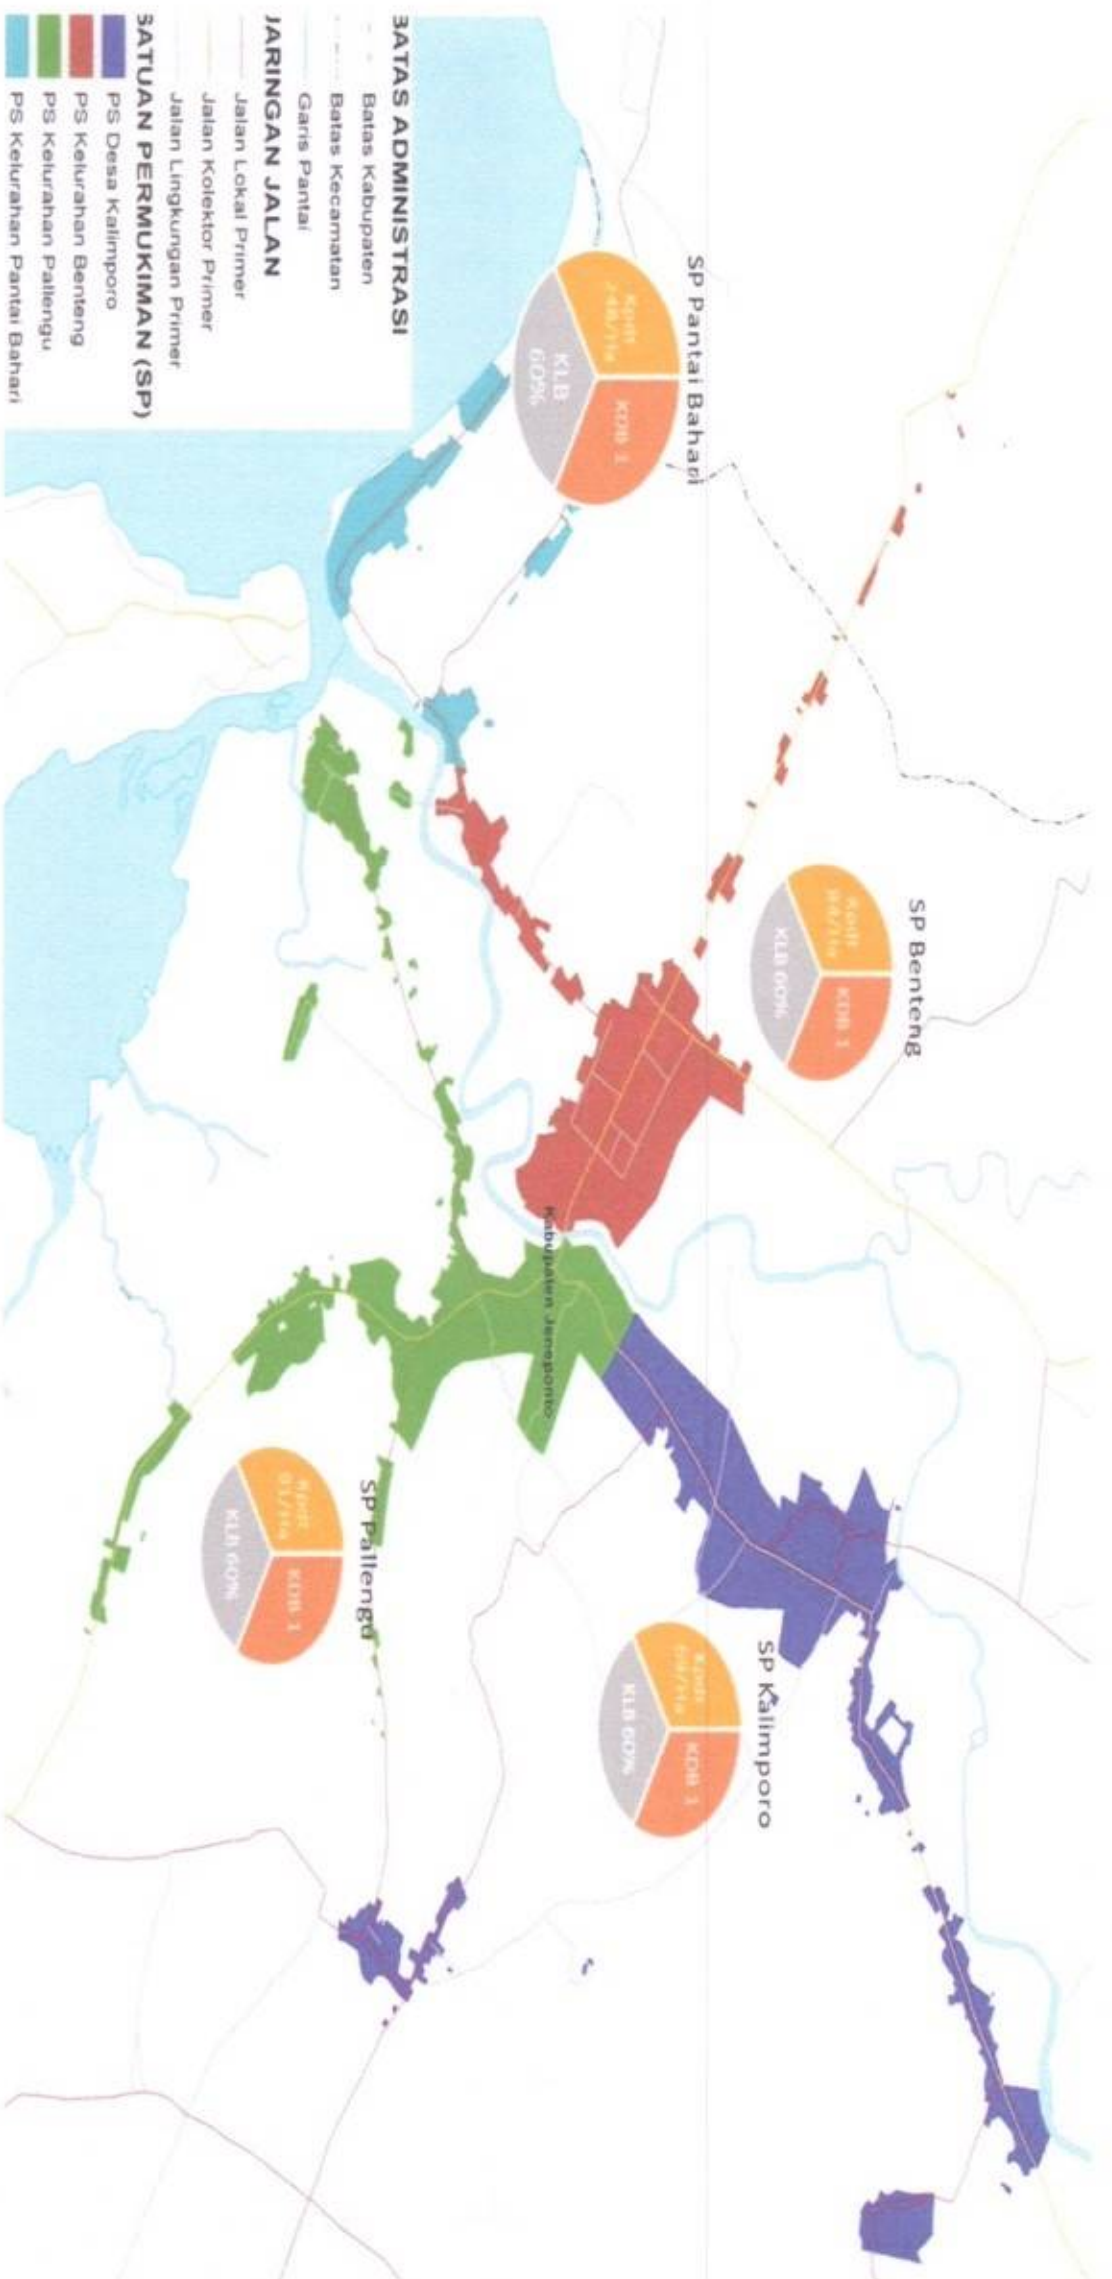 SP Pantai Bahari
KDB 1
KLB
60%
SP Benteng
KDB 1
Kpdt
KLB 60%
Kabupaten Jeneponto
SP Kalimporo
KDB 1
Kpdt
KLB 60%
SP Pallengu
KDB 1
Kpdt
KLB 60%
BATAS ADMINISTRASI
Batas Kabupaten
Batas Kecamatan
Garis Pantai
JARINGAN JALAN
Jalan Lokal Primer
Jalan Kolektor Primer
Jalan Lingkungan Primer
SATUAN PERMUKIMAN (SP)
PS Desa Kalimporo
PS Kelurahan Benteng
PS Kelurahan Pallengu
PS Kelurahan Pantai Bahari